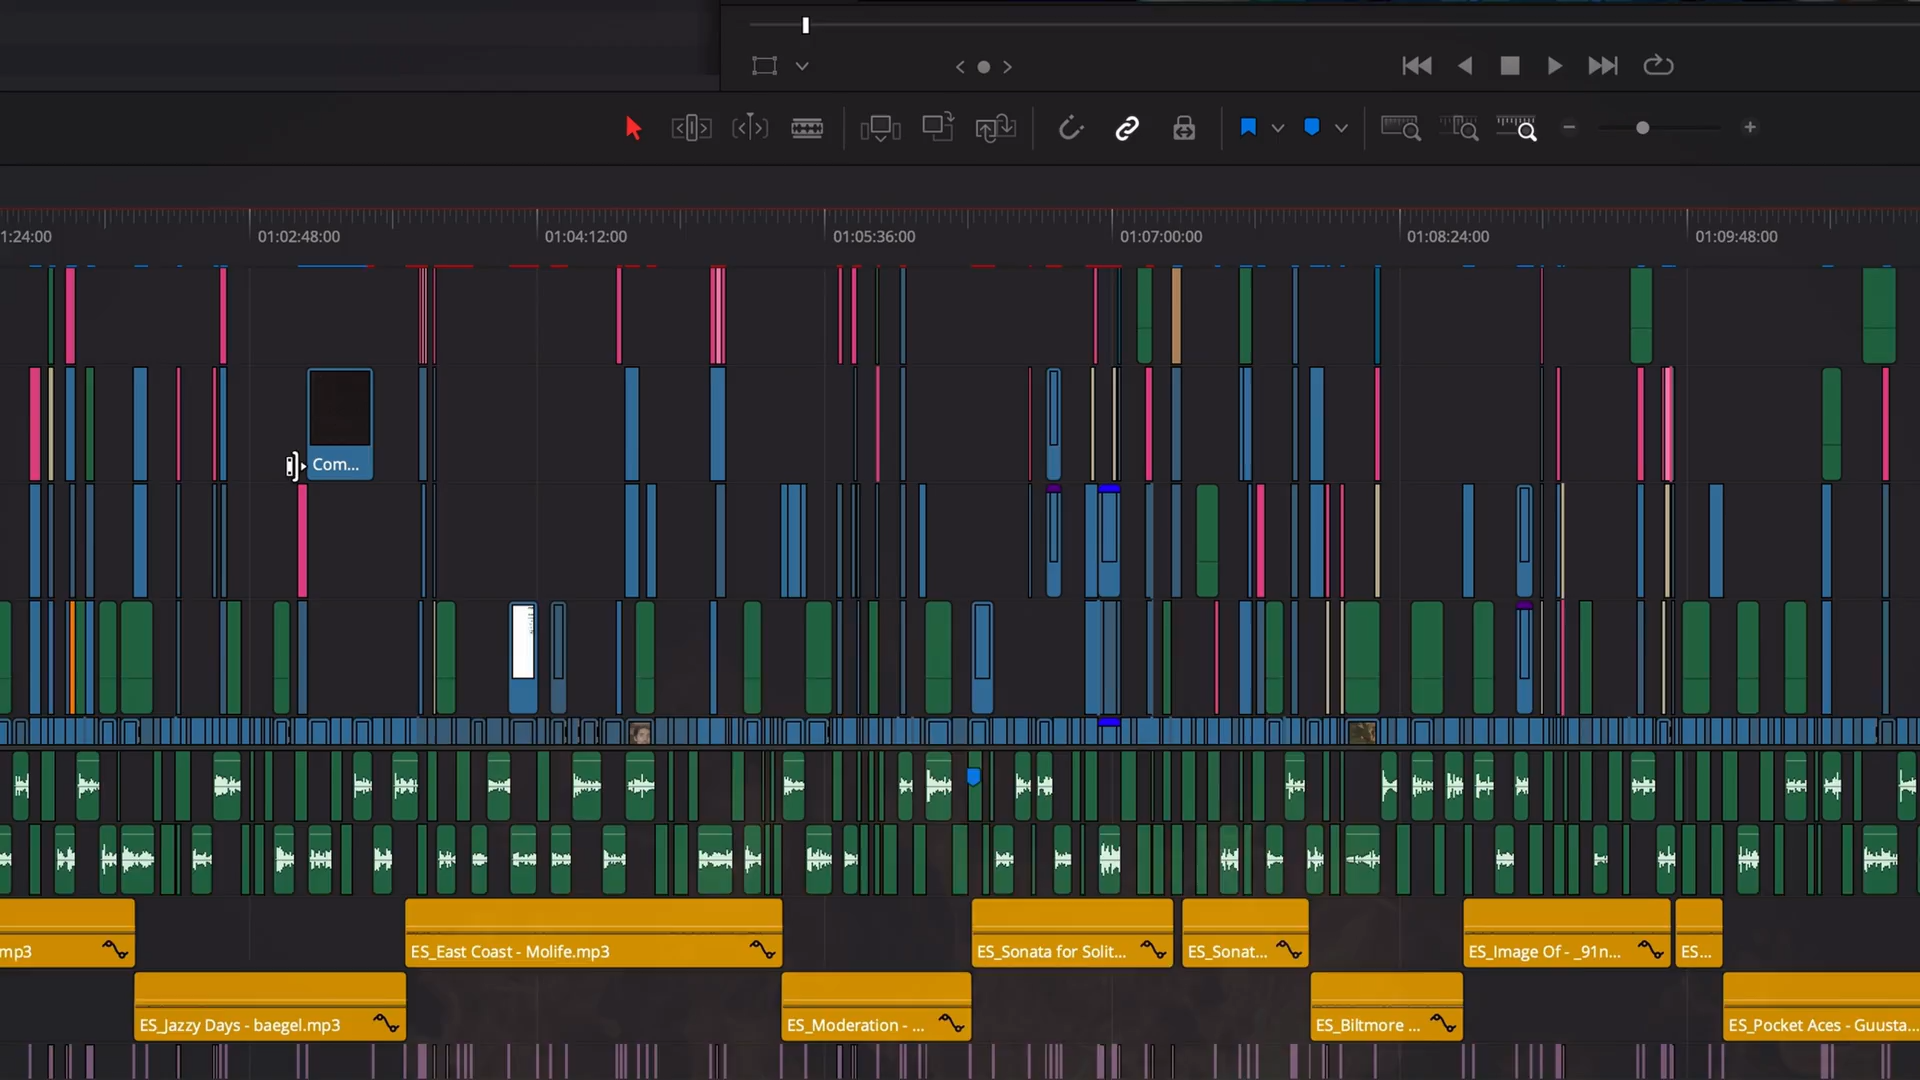 1:24:00
01:02:48:00
01:04:12:00
01:05:36:00
01:07:00:00
01:08:24:00
01:09:48:00
Com...
mp3
ES_East Coast - Molife.mp3
ES_Sonata for Solit...
ES_Sonat...
ES_Image Of - _91n...
ES...
ES_Jazzy Days - baegel.mp3
ES_Moderation - ...
ES_Biltmore ...
ES_Pocket Aces - Guusta...